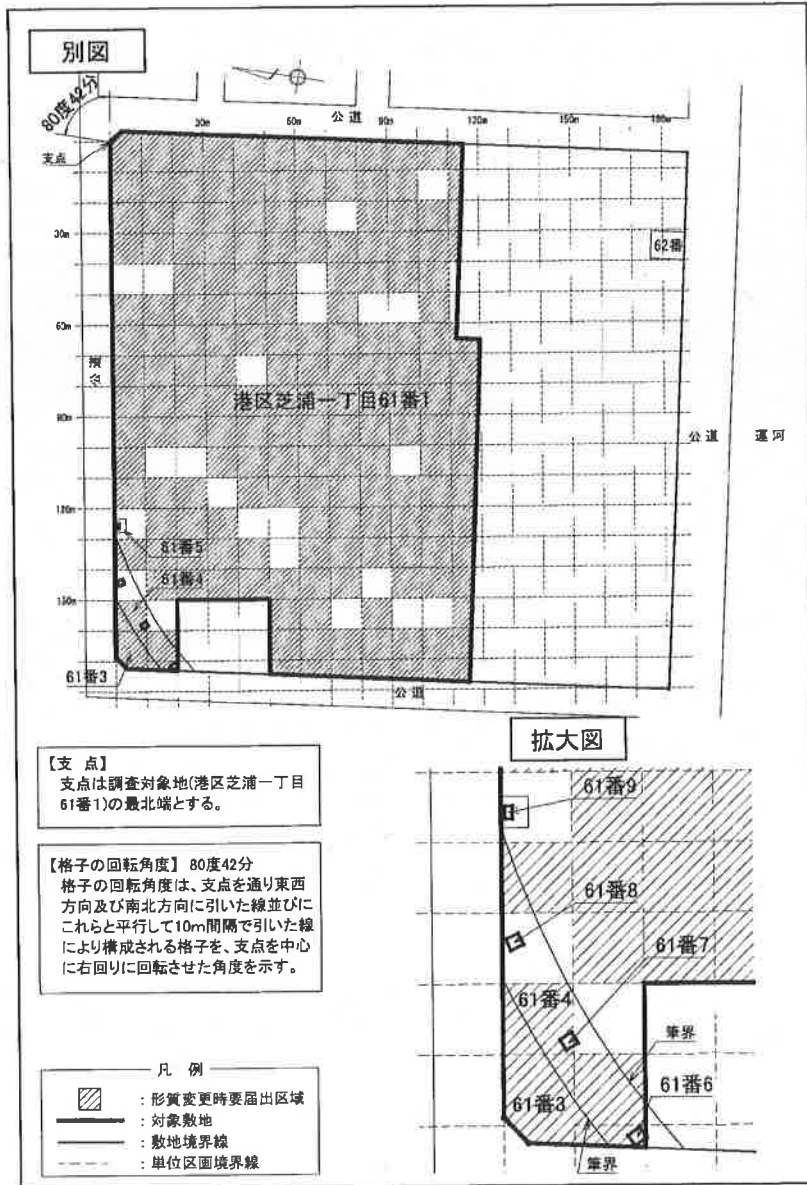 別図
80度42分
支点
公道
30m
60m
90m
120m
150m
180m
30m
60m
90m
120m
150m
62番
港区芝浦一丁目61番1
公道
運河
61番5
61番4
61番3
公道
【支 点】
支点は調査対象地(港区芝浦一丁目
61番1)の最北端とする。
【格子の回転角度】 80度42分
格子の回転角度は、支点を通り東西
方向及び南北方向に引いた線並びに
これらと平行して10m間隔で引いた線
により構成される格子を、支点を中心
に右回りに回転させた角度を示す。
凡 例
：形質変更時要届出区域
：対象敷地
：敷地境界線
：単位区画境界線
拡大図
61番9
61番8
61番7
61番4
筆界
61番3
61番6
筆界